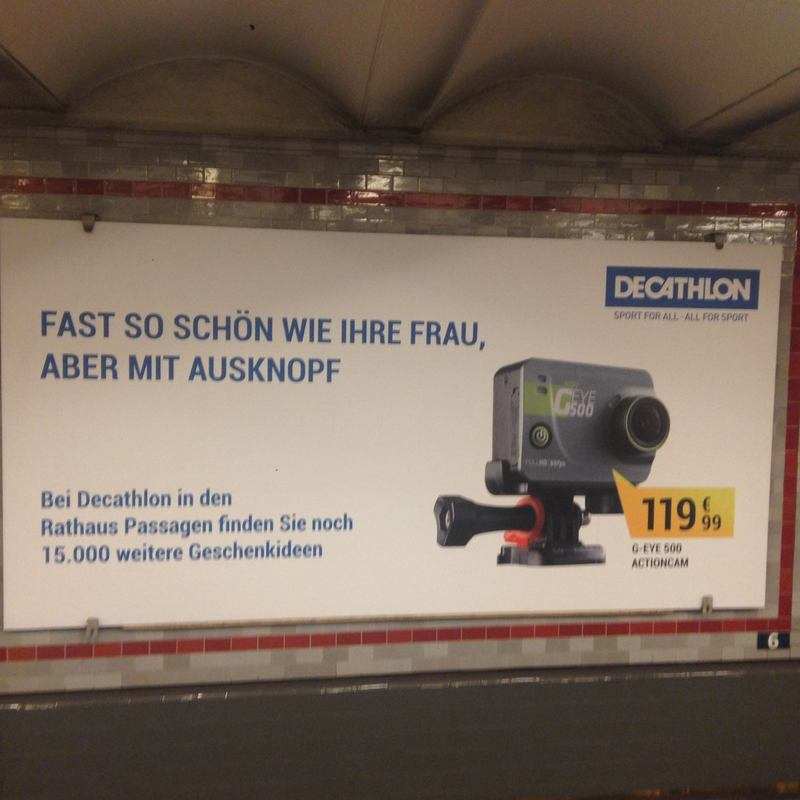 DECATHLON
SPORT FOR ALL - ALL FOR SPORT
FAST SO SCHÖN WIE IHRE FRAU,
ABER MIT AUSKNOPF
G-EYE
500
Bei Decathlon in den
Rathaus Passagen finden Sie noch
15.000 weitere Geschenkideen
119 € 99
G-EYE 500
ACTIONCAM
6